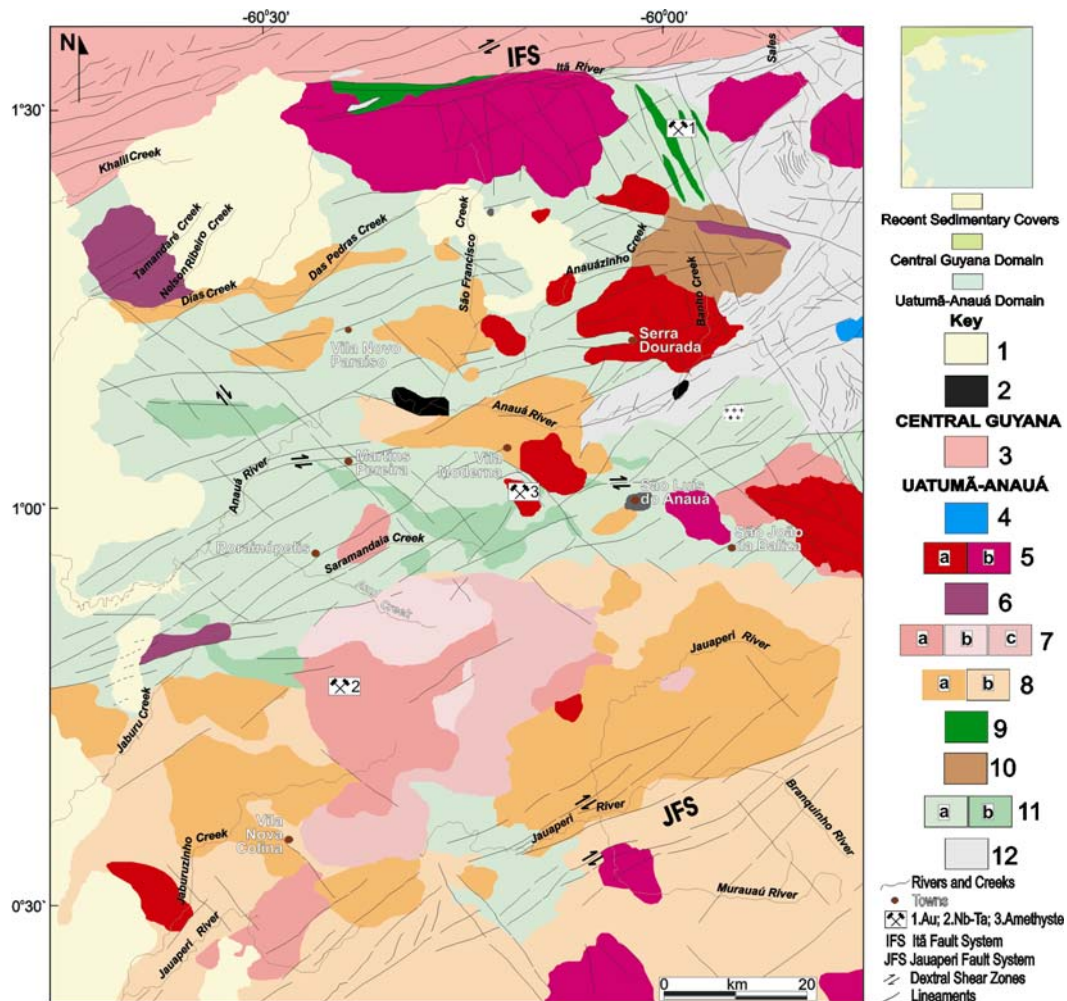 -60°30'
-60°00'
N
IFS
Itã River
Sales
1°30'
1
Khalil Creek
Tamandaré Creek
Nelson Ribeiro Creek
Das Pedras Creek
Dias Creek
São Francisco
Creek
Anauázinho Creek
Banho Creek
Vila Novo
Paraíso
Serra
Dourada
Anauá River
Anauá River
Martins
Pereira
Vila
Moderna
3
São Luís
do Anauá
São João
da Baliza
1°00'
Rorainópolis
Saramandaia Creek
Creek
2
Jauaperi River
Jaburu Creek
Jauaperi River
JFS
Branquinho River
Vila
Nova
Colina
Jaburuzinho Creek
Murauaú River
0°30'
Jauaperi River
0 km 20
Recent Sedimentary Covers
Central Guyana Domain
Uatumã-Anauá Domain
Key
1
2
CENTRAL GUYANA
3
UATUMÃ-ANAUÁ
4
a b 5
6
a b c 7
a b 8
9
10
a b 11
12
Rivers and Creeks
Towns
1.Au; 2.Nb-Ta; 3.Amethyste
IFS Itã Fault System
JFS Jauaperi Fault System
Dextral Shear Zones
Lineaments